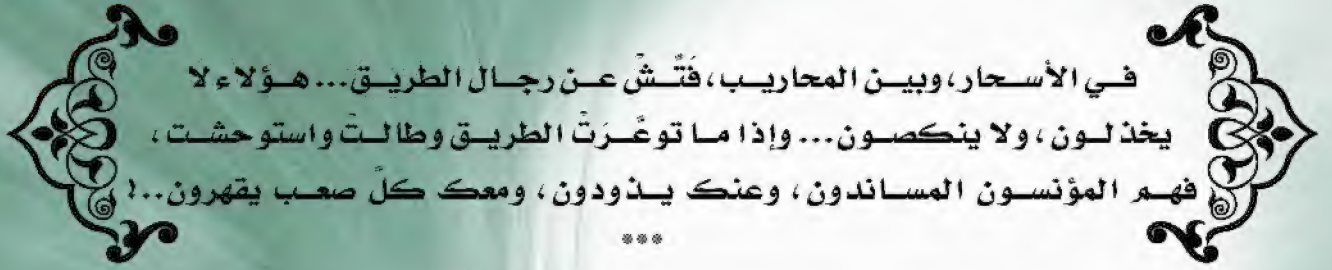 في الأسحار، وبين المحاريب، فَتِّشْ عن رجال الطريق... هؤلاء لا
يخذلون، ولا ينكصون... وإذا ما توعَّرَتْ الطريق وطالتْ واستوحشت،
فهم المؤنسون المساندون، وعنك يذودون، ومعك كلَّ صعب يقهرون..!
***